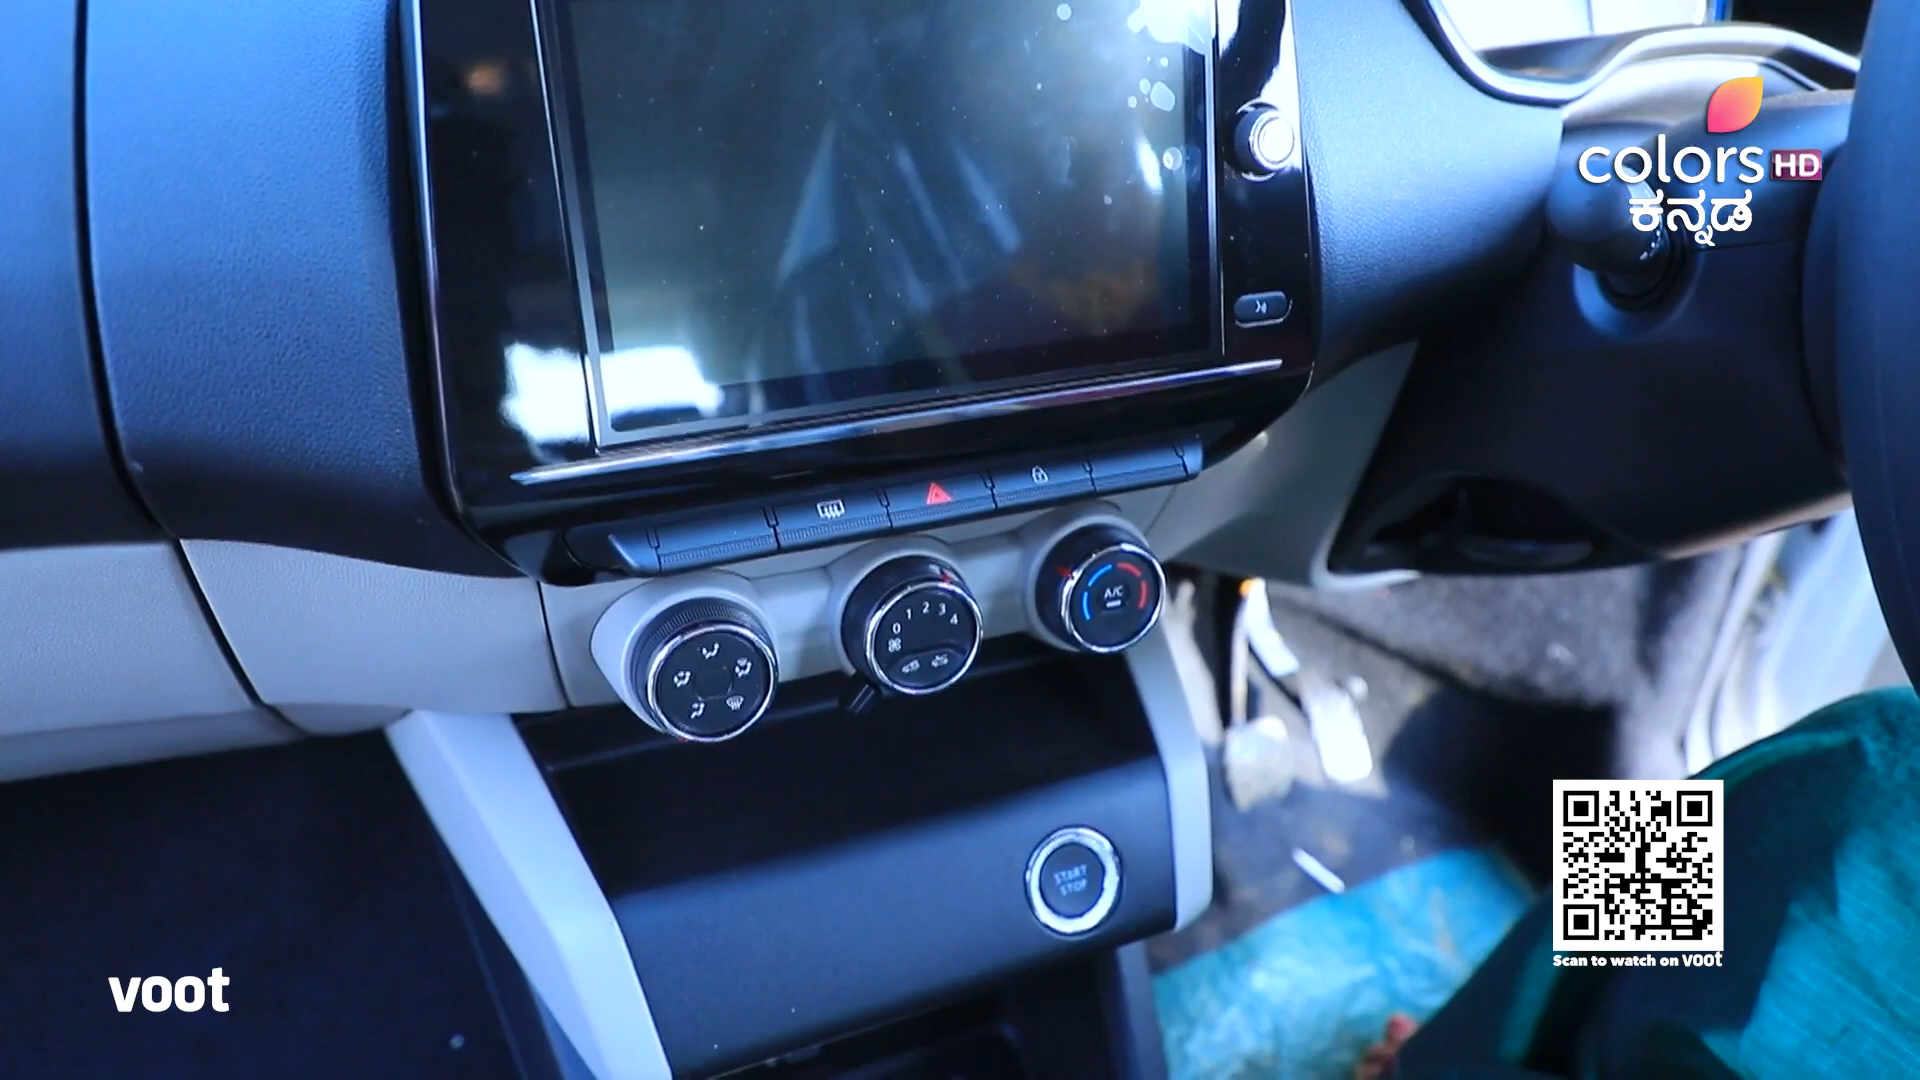 colors HD
ಕನ್ನಡ
0 1 2 3 4
A/C
START
STOP
Scan to watch on voot
voot